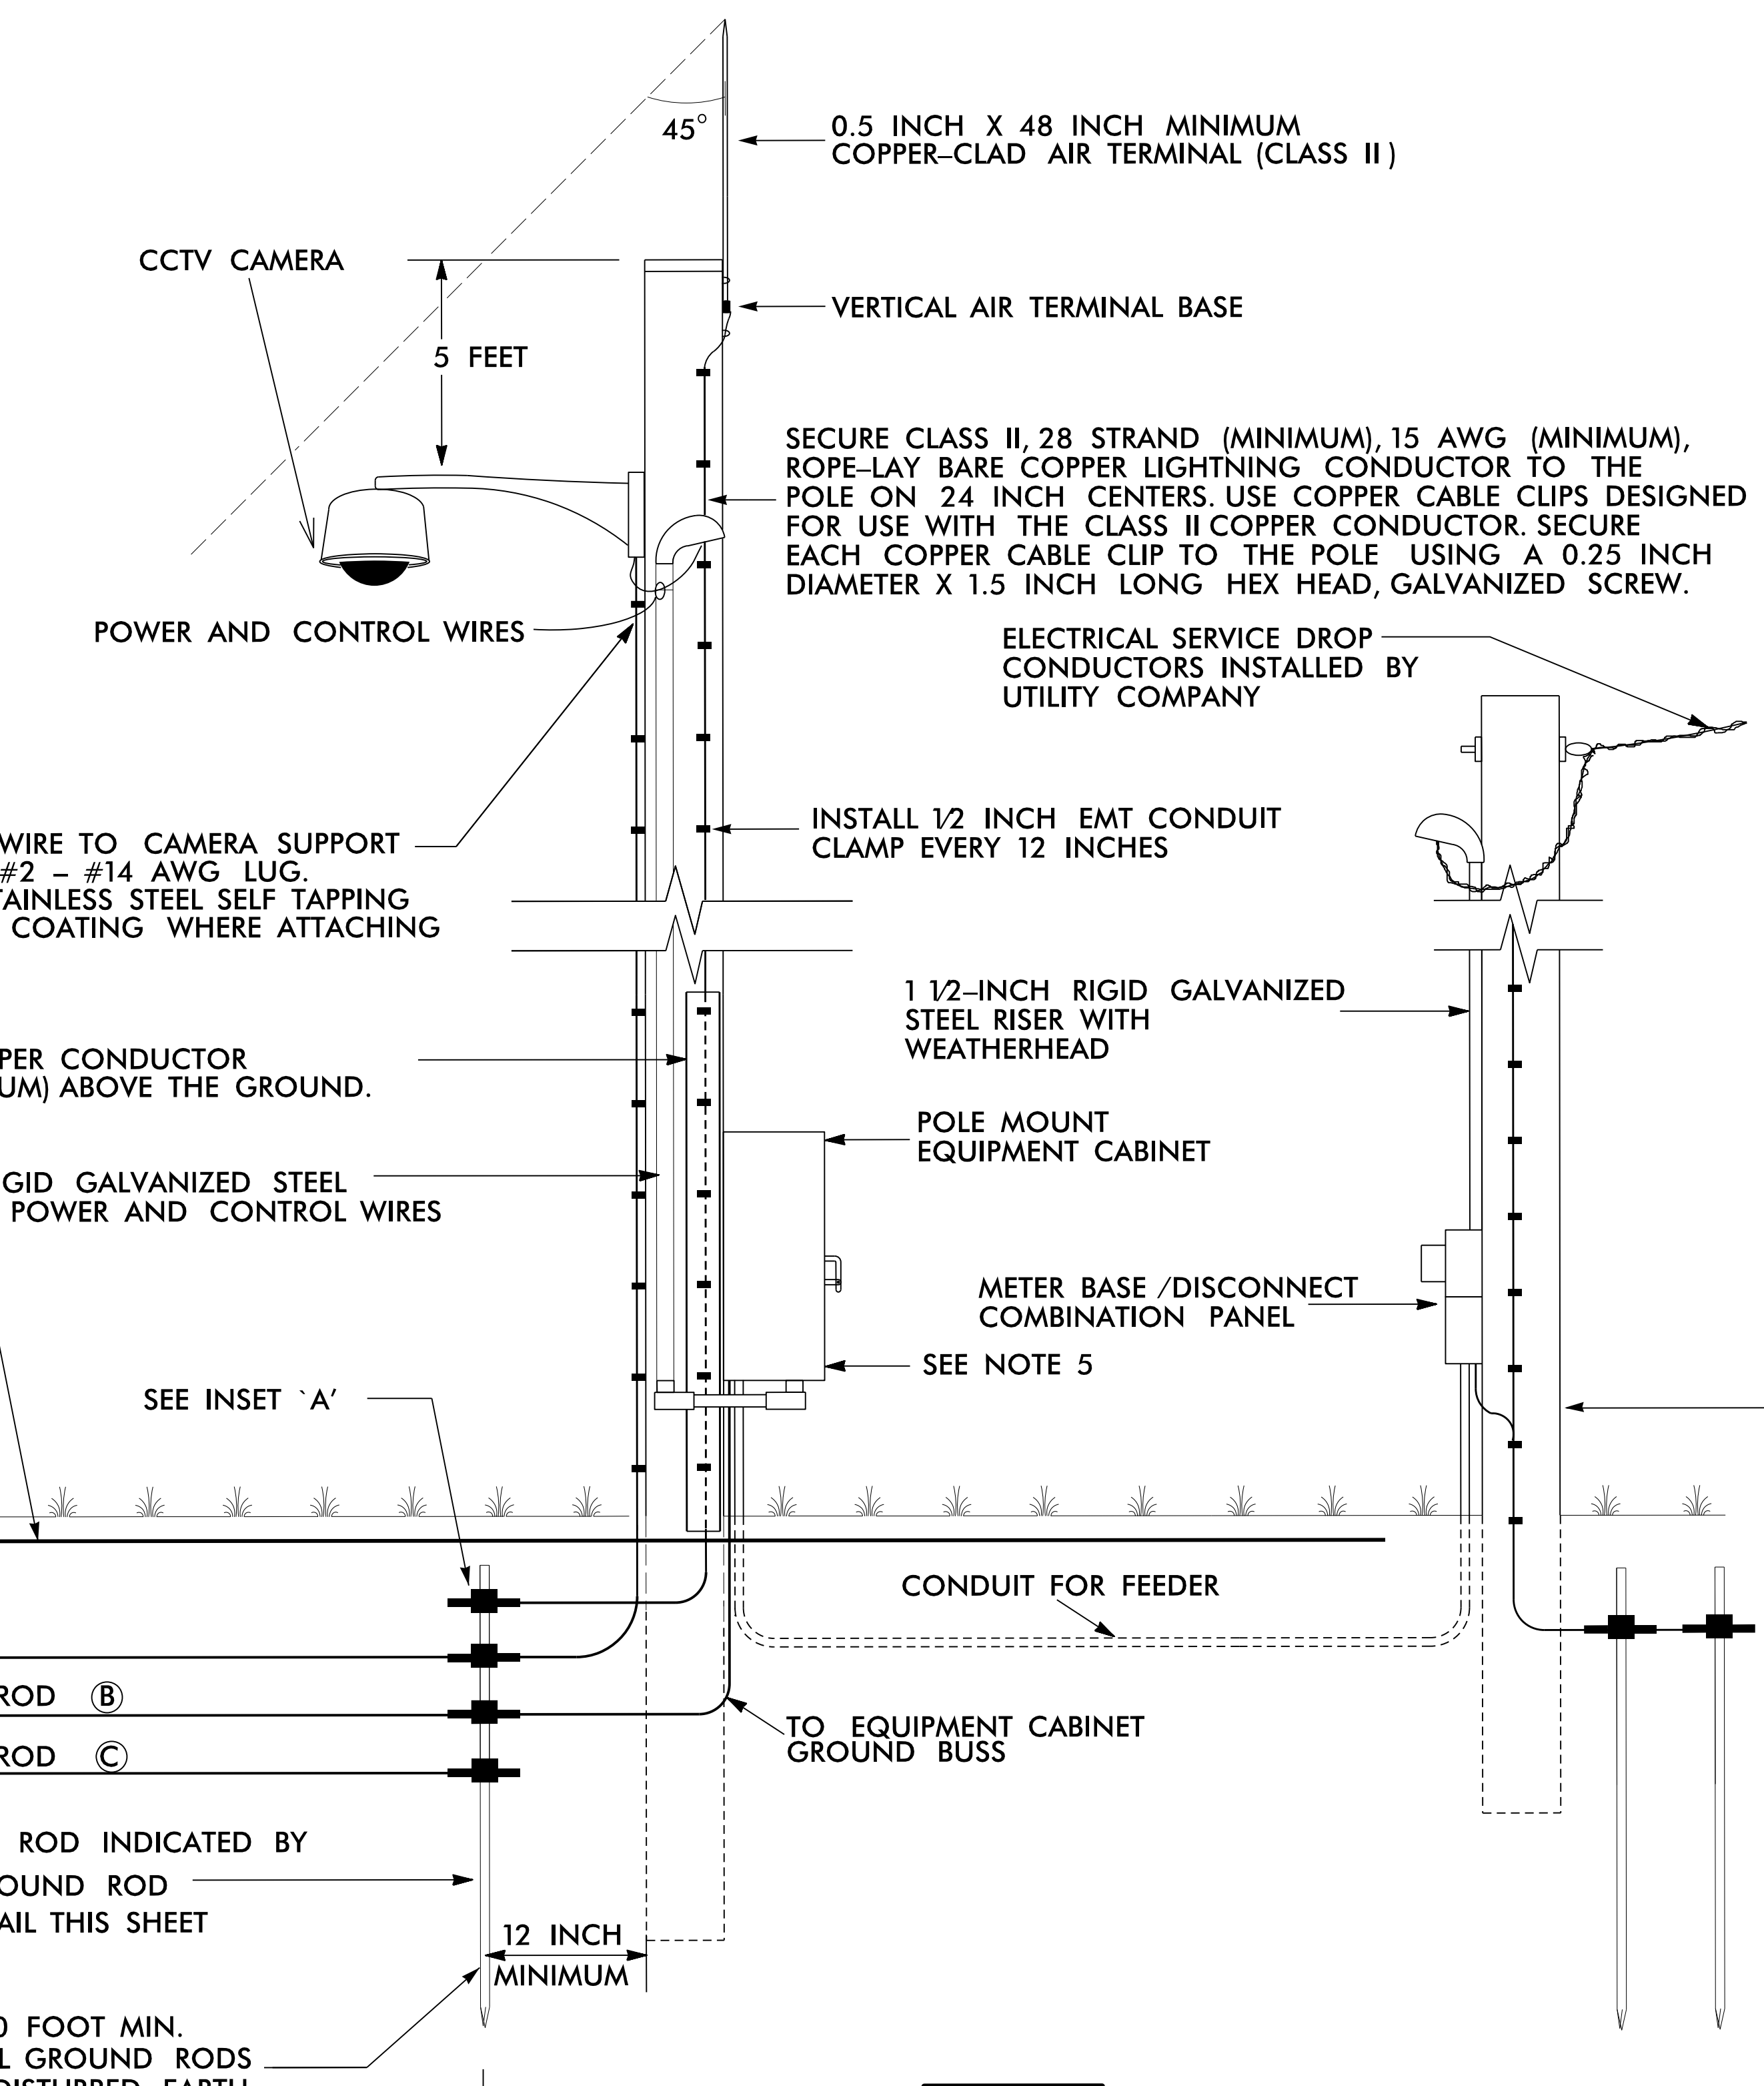 45°
0.5 INCH X 48 INCH MINIMUM
COPPER–CLAD AIR TERMINAL (CLASS II)
CCTV CAMERA
VERTICAL AIR TERMINAL BASE
5 FEET
SECURE CLASS II, 28 STRAND (MINIMUM), 15 AWG (MINIMUM),
ROPE–LAY BARE COPPER LIGHTNING CONDUCTOR TO THE
POLE ON 24 INCH CENTERS. USE COPPER CABLE CLIPS DESIGNED
FOR USE WITH THE CLASS II COPPER CONDUCTOR. SECURE
EACH COPPER CABLE CLIP TO THE POLE USING A 0.25 INCH
DIAMETER X 1.5 INCH LONG HEX HEAD, GALVANIZED SCREW.
POWER AND CONTROL WIRES
ELECTRICAL SERVICE DROP
CONDUCTORS INSTALLED BY
UTILITY COMPANY
WIRE TO CAMERA SUPPORT
#2 – #14 AWG LUG.
TAINLESS STEEL SELF TAPPING
COATING WHERE ATTACHING
INSTALL 1/2 INCH EMT CONDUIT
CLAMP EVERY 12 INCHES
1 1/2–INCH RIGID GALVANIZED
STEEL RISER WITH
WEATHERHEAD
PER CONDUCTOR
UM) ABOVE THE GROUND.
POLE MOUNT
EQUIPMENT CABINET
GID GALVANIZED STEEL
POWER AND CONTROL WIRES
METER BASE /DISCONNECT
COMBINATION PANEL
SEE NOTE 5
SEE INSET `A'
CONDUIT FOR FEEDER
ROD Ⓑ
TO EQUIPMENT CABINET
GROUND BUSS
ROD Ⓒ
ROD INDICATED BY
OUND ROD
AIL THIS SHEET
12 INCH
MINIMUM
0 FOOT MIN.
L GROUND RODS